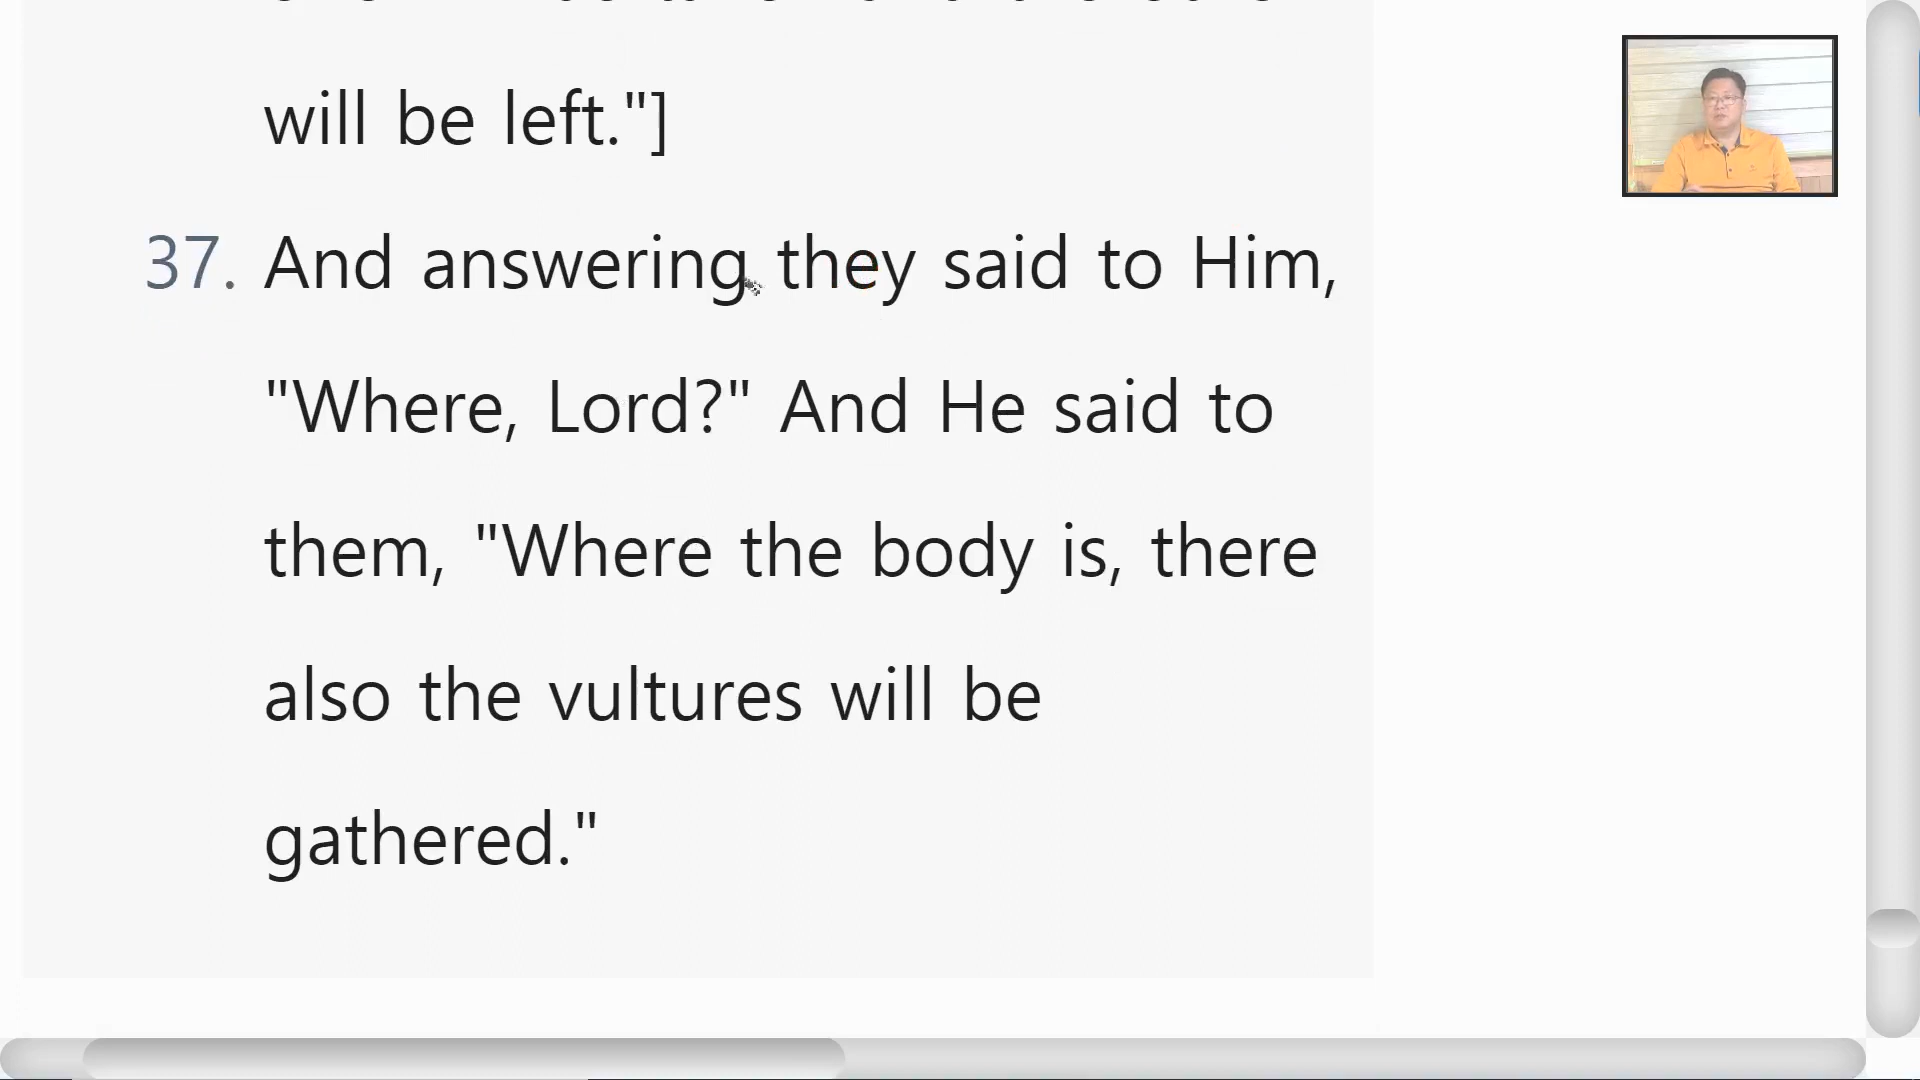 will be left."]
37. And answering they said to Him,
"Where, Lord?" And He said to
them, "Where the body is, there
also the vultures will be
gathered."